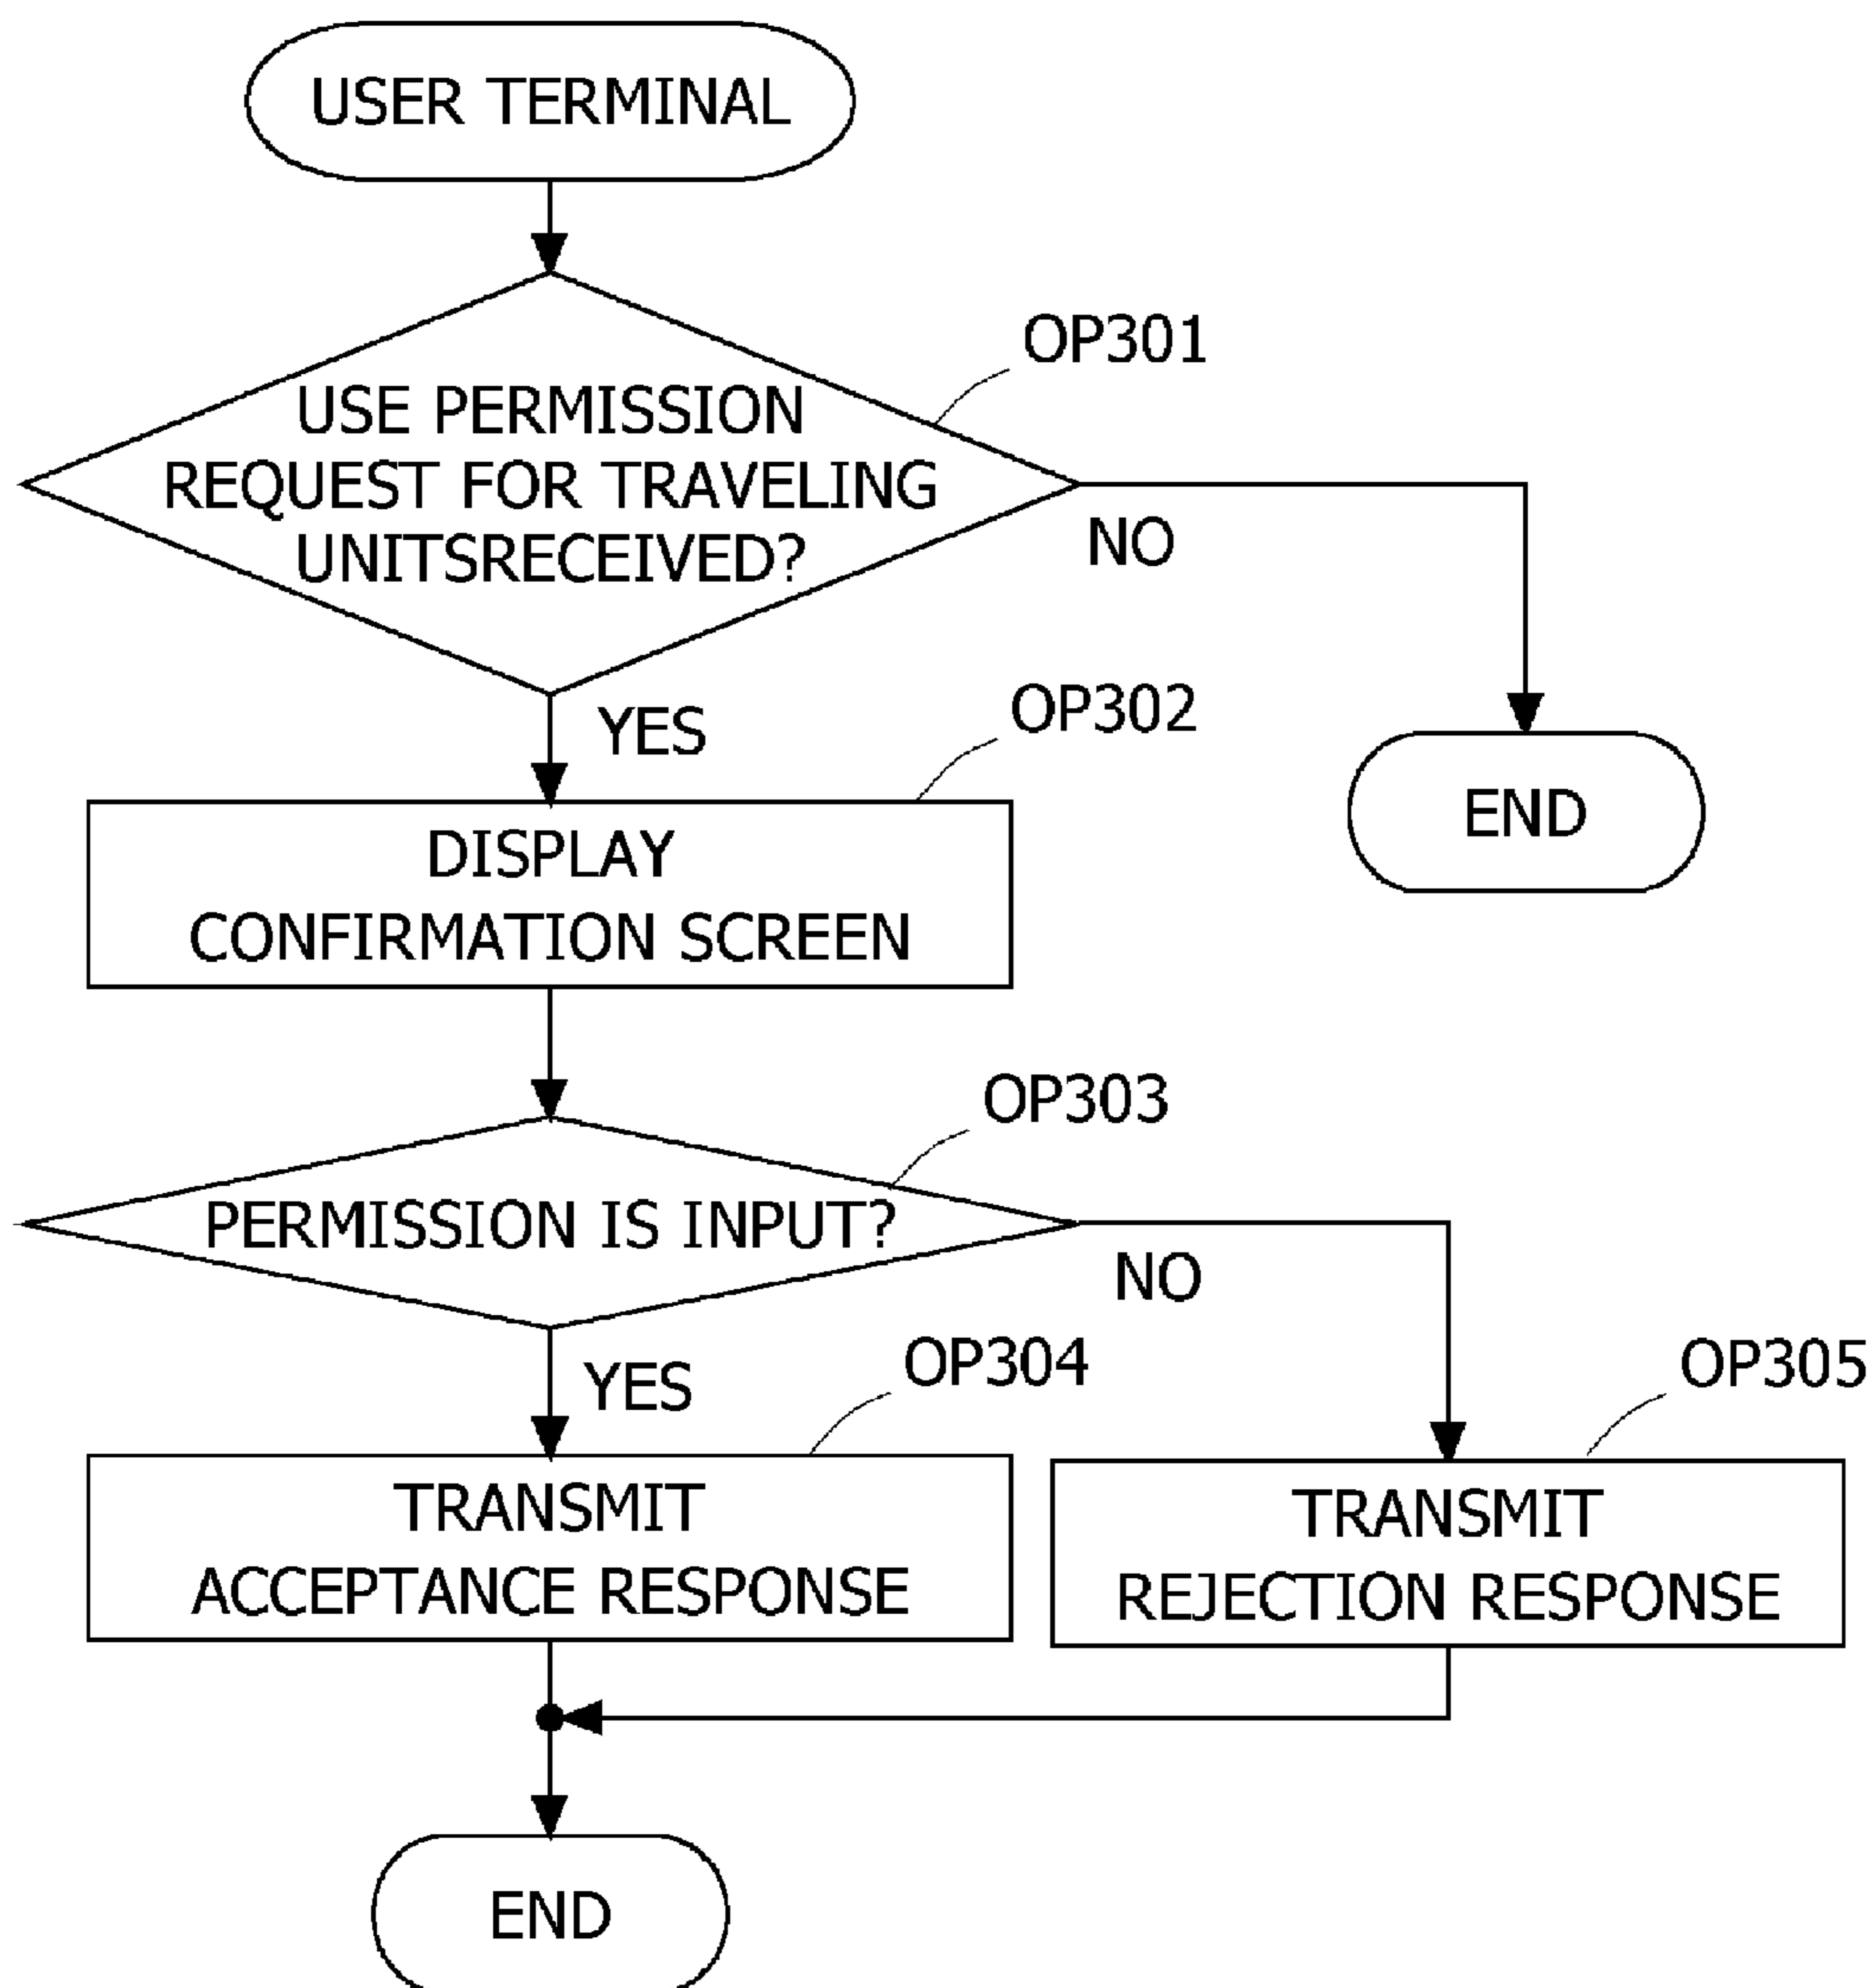 USER TERMINAL
OP301
USE PERMISSION
REQUEST FOR TRAVELING
UNITSRECEIVED?
NO
YES
OP302
END
DISPLAY
CONFIRMATION SCREEN
OP303
PERMISSION IS INPUT?
NO
YES
OP304
OP305
TRANSMIT
ACCEPTANCE RESPONSE
TRANSMIT
REJECTION RESPONSE
END